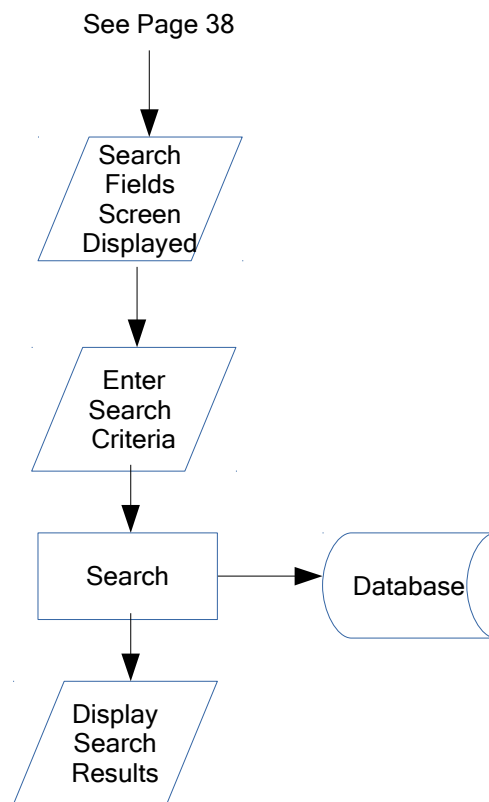 See Page 38
Search
Fields
Screen
Displayed
Enter
Search
Criteria
Search
Database
Display
Search
Results